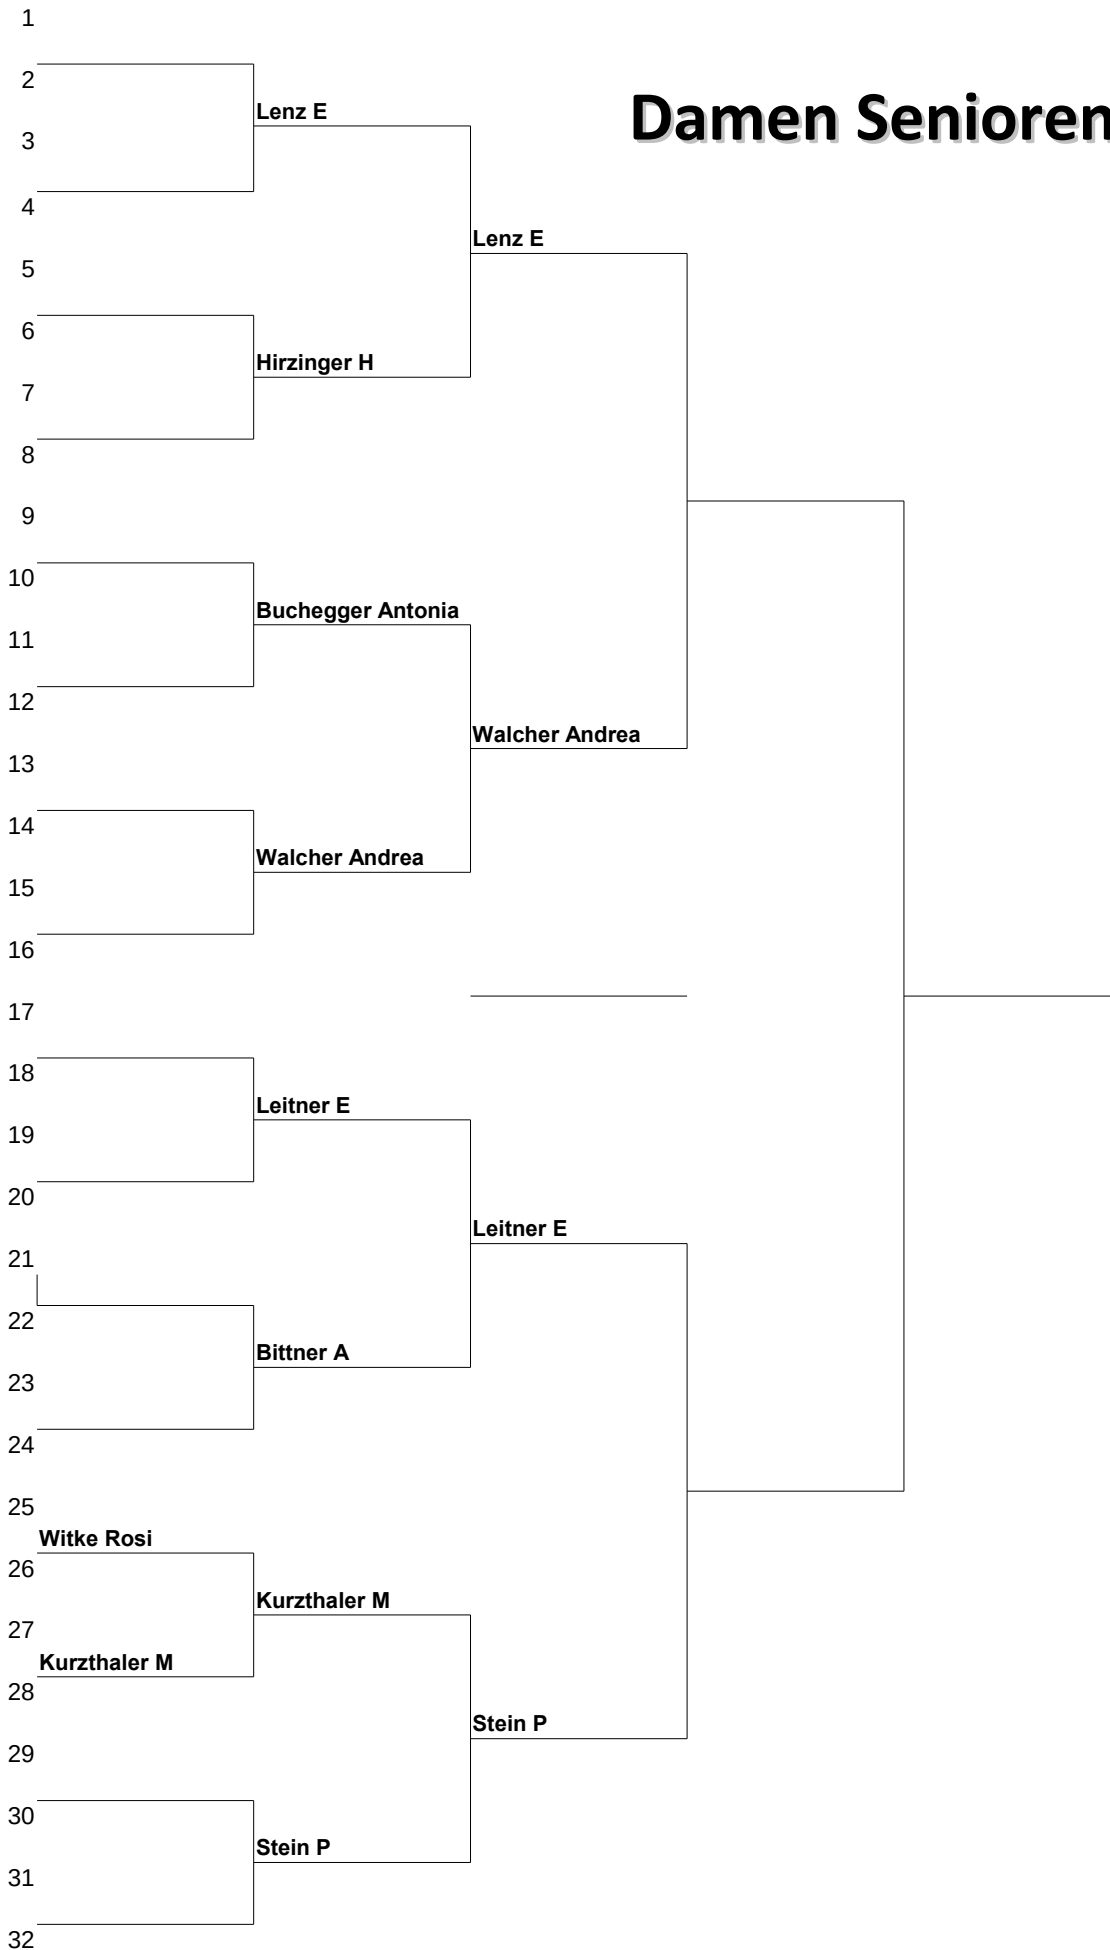 1
2
Lenz E
Damen Senioren
3
4
Lenz E
5
6
Hirzinger H
7
8
9
10
Buchegger Antonia
11
12
Walcher Andrea
13
14
Walcher Andrea
15
16
17
18
Leitner E
19
20
Leitner E
21
22
Bittner A
23
24
25
Witke Rosi
26
Kurzthaler M
27
Kurzthaler M
28
Stein P
29
30
Stein P
31
32